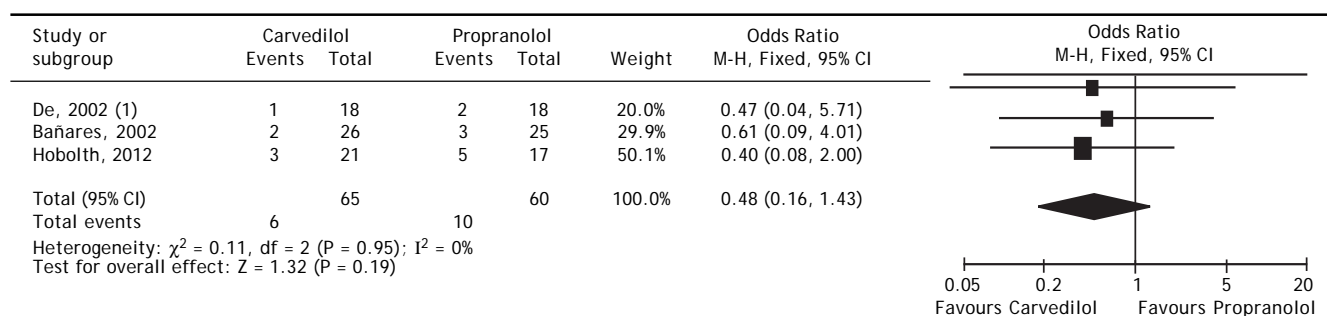 Study or Carvedilol Propranolol Odds Ratio Odds Ratio
subgroup Events Total Events Total Weight M-H, Fixed, 95% CI M-H, Fixed, 95% CI
De, 2002 (1) 1 18 2 18 20.0% 0.47 (0.04, 5.71)
Bañares, 2002 2 26 3 25 29.9% 0.61 (0.09, 4.01)
Hobolth, 2012 3 21 5 17 50.1% 0.40 (0.08, 2.00)
Total (95% CI) 65 60 100.0% 0.48 (0.16, 1.43)
Total events 6 10
Heterogeneity: χ² = 0.11, df = 2 (P = 0.95); I² = 0%
Test for overall effect: Z = 1.32 (P = 0.19)
0.05 0.2 1 5 20
Favours Carvedilol Favours Propranolol